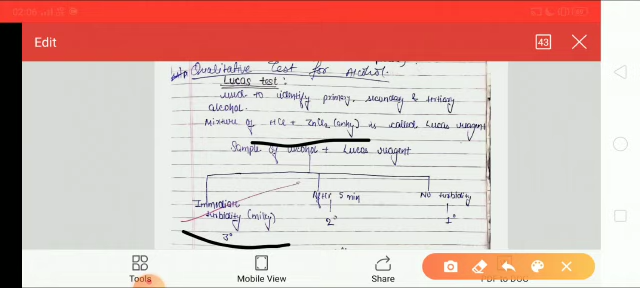 02:06
Edit
43
Qualitative Test for Alcohol.
Lucas test :
used to identify primary, secondary & tertiary
alcohol.
Mixture of HCl + ZnCl2 (anhy) is called Lucas reagent
Sample of alcohol + Lucas reagent
Immediate turbidity (milky)
3°
After 5 min
2°
No turbidity
1°
Tools
Mobile View
Share
PDF to DOC